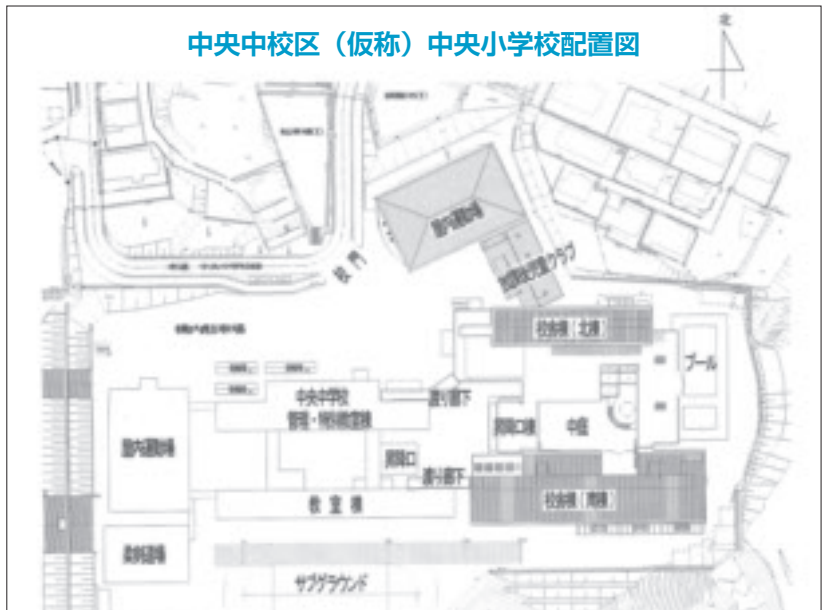 中央中校区（仮称）中央小学校配置図
北
屋内運動場
放課後児童クラブ
校門
校舎棟［北棟］
プール
中央中学校
管理・特別教室棟
渡り廊下
昇降口棟
中庭
屋内運動場
昇降口
渡り廊下
教室棟
校舎棟［南棟］
柔剣道場
サブグラウンド